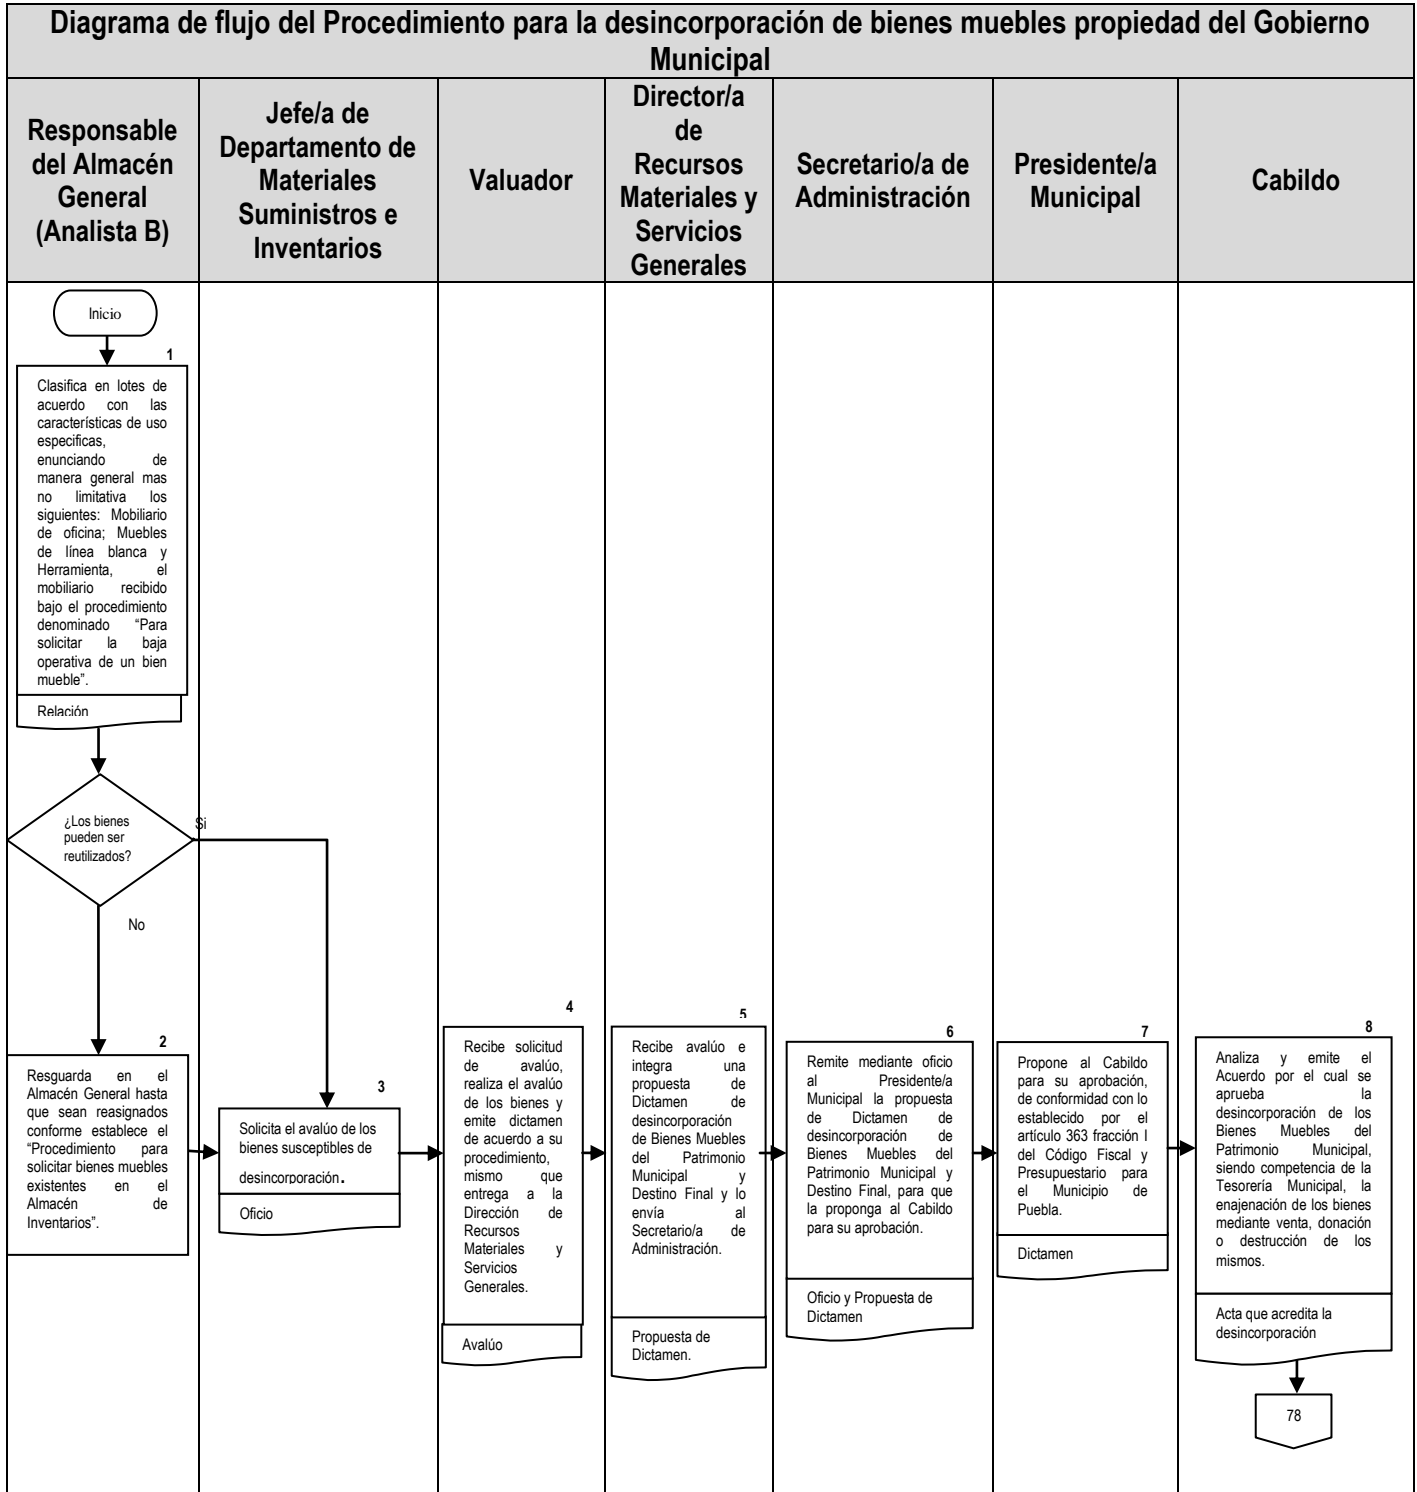 Diagrama de flujo del Procedimiento para la desincorporación de bienes muebles propiedad del Gobierno
Municipal
Responsable
del Almacén
General
(Analista B)
Jefe/a de
Departamento de
Materiales
Suministros e
Inventarios
Valuador
Director/a
de
Recursos
Materiales y
Servicios
Generales
Secretario/a de
Administración
Presidente/a
Municipal
Cabildo
Inicio
1
Clasifica en lotes de
acuerdo con las
características de uso
especificas,
enunciando de
manera general mas
no limitativa los
siguientes: Mobiliario
de oficina; Muebles
de línea blanca y
Herramienta, el
mobiliario recibido
bajo el procedimiento
denominado "Para
solicitar la baja
operativa de un bien
mueble".
Relación
¿Los bienes
pueden ser
reutilizados?
Si
No
2
Resguarda en el
Almacén General hasta
que sean reasignados
conforme establece el
"Procedimiento para
solicitar bienes muebles
existentes en el
Almacén de
Inventarios".
3
Solicita el avalúo de los
bienes susceptibles de
desincorporación.
Oficio
4
Recibe solicitud
de avalúo,
realiza el avalúo
de los bienes y
emite dictamen
de acuerdo a su
procedimiento,
mismo que
entrega a la
Dirección de
Recursos
Materiales y
Servicios
Generales.
Avalúo
5
Recibe avalúo e
integra una
propuesta de
Dictamen de
desincorporación
de Bienes Muebles
del Patrimonio
Municipal y
Destino Final y lo
envía al
Secretario/a de
Administración.
Propuesta de
Dictamen.
6
Remite mediante oficio
al Presidente/a
Municipal la propuesta
de Dictamen de
desincorporación de
Bienes Muebles del
Patrimonio Municipal y
Destino Final, para que
la proponga al Cabildo
para su aprobación.
Oficio y Propuesta de
Dictamen
7
Propone al Cabildo
para su aprobación,
de conformidad con lo
establecido por el
artículo 363 fracción I
del Código Fiscal y
Presupuestario para
el Municipio de
Puebla.
Dictamen
8
Analiza y emite el
Acuerdo por el cual se
aprueba la
desincorporación de los
Bienes Muebles del
Patrimonio Municipal,
siendo competencia de la
Tesorería Municipal, la
enajenación de los bienes
mediante venta, donación
o destrucción de los
mismos.
Acta que acredita la
desincorporación
78